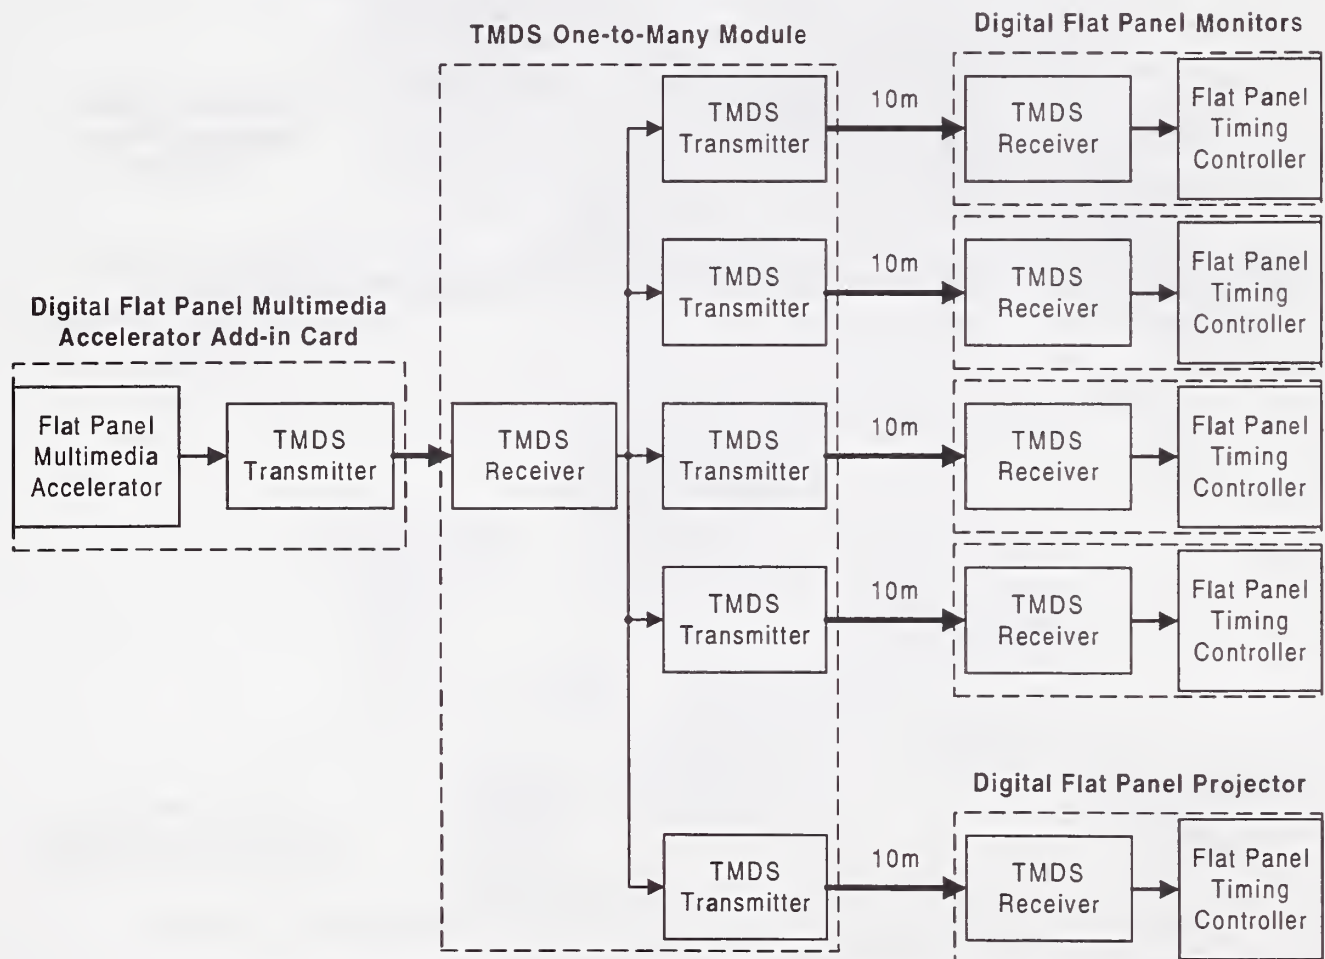 Digital Flat Panel Multimedia
Accelerator Add-in Card
Flat Panel
Multimedia
Accelerator
TMDS
Transmitter
TMDS One-to-Many Module
TMDS
Receiver
TMDS
Transmitter
10m
TMDS
Transmitter
10m
TMDS
Transmitter
10m
TMDS
Transmitter
10m
TMDS
Transmitter
10m
Digital Flat Panel Monitors
TMDS
Receiver
Flat Panel
Timing
Controller
TMDS
Receiver
Flat Panel
Timing
Controller
TMDS
Receiver
Flat Panel
Timing
Controller
TMDS
Receiver
Flat Panel
Timing
Controller
Digital Flat Panel Projector
TMDS
Receiver
Flat Panel
Timing
Controller